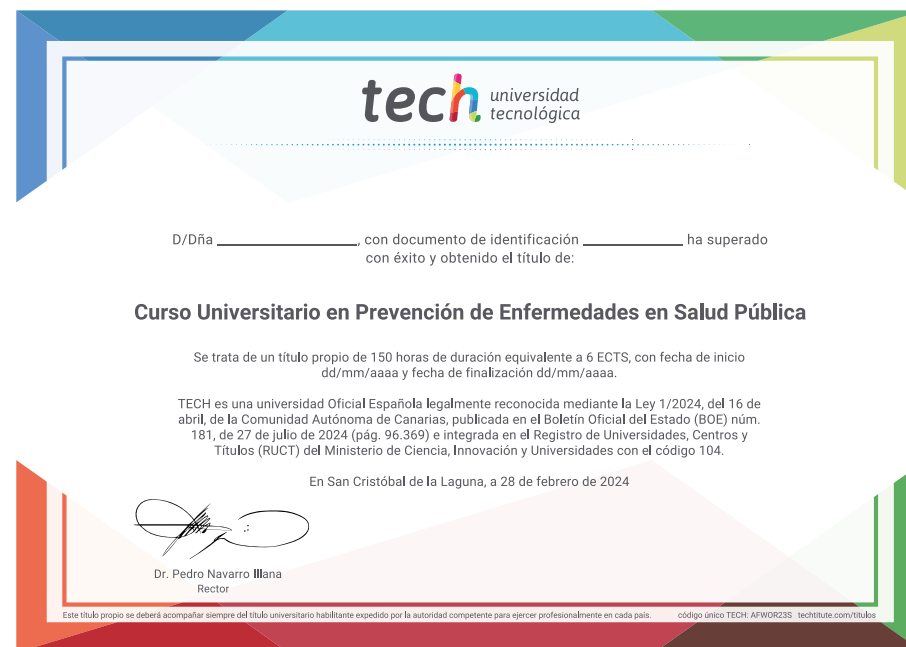 tech universidad
tecnológica
D/Dña ____________________, con documento de identificación ______________ ha superado
con éxito y obtenido el título de:
Curso Universitario en Prevención de Enfermedades en Salud Pública
Se trata de un título propio de 150 horas de duración equivalente a 6 ECTS, con fecha de inicio
dd/mm/aaaa y fecha de finalización dd/mm/aaaa.
TECH es una universidad Oficial Española legalmente reconocida mediante la Ley 1/2024, del 16 de
abril, de la Comunidad Autónoma de Canarias, publicada en el Boletín Oficial del Estado (BOE) núm.
181, de 27 de julio de 2024 (pág. 96.369) e integrada en el Registro de Universidades, Centros y
Títulos (RUCT) del Ministerio de Ciencia, Innovación y Universidades con el código 104.
En San Cristóbal de la Laguna, a 28 de febrero de 2024
Dr. Pedro Navarro Illana
Rector
Este título propio se deberá acompañar siempre del título universitario habilitante expedido por la autoridad competente para ejercer profesionalmente en cada país. código único TECH: AFWOR23S techtitute.com/titulos